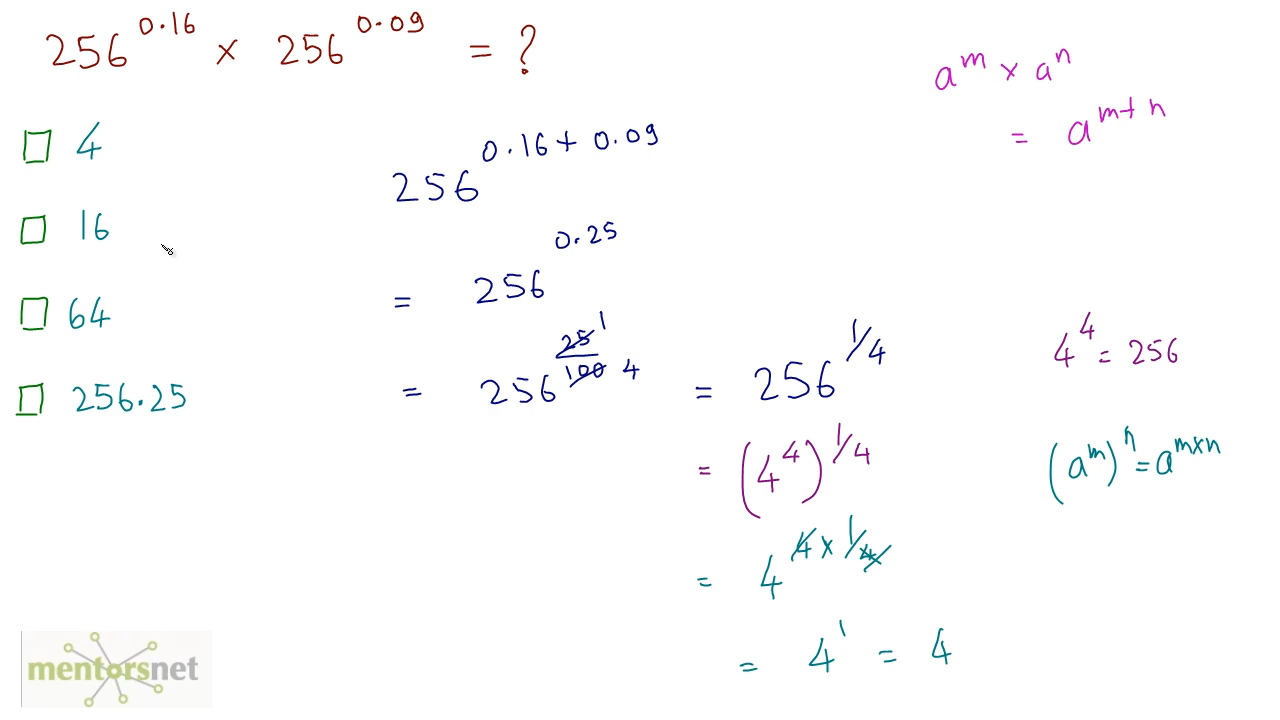 256^0.16 × 256^0.09 = ?
□ 4
□ 16
□ 64
□ 256.25
256^(0.16 + 0.09)
= 256^0.25
= 256^(25/100) 1 4
= 256^(1/4)
= (4^4)^(1/4)
= 4^(4 × 1/4)
= 4^1 = 4
a^m × a^n
= a^(m+n)
4^4 = 256
(a^m)^n = a^(m×n)
mentorsnet